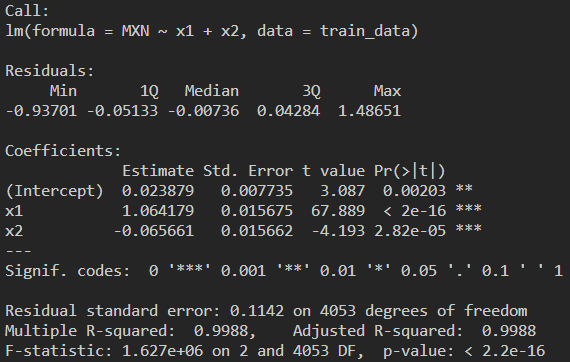 Call:
lm(formula = MXN ~ x1 + x2, data = train_data)

Residuals:
     Min       1Q   Median       3Q      Max
-0.93701 -0.05133 -0.00736  0.04284  1.48651

Coefficients:
             Estimate Std. Error t value Pr(>|t|)
(Intercept)  0.023879   0.007735   3.087  0.00203 **
x1           1.064179   0.015675  67.889  < 2e-16 ***
x2          -0.065661   0.015662  -4.193 2.82e-05 ***
---
Signif. codes:  0 '***' 0.001 '**' 0.01 '*' 0.05 '.' 0.1 ' ' 1

Residual standard error: 0.1142 on 4053 degrees of freedom
Multiple R-squared:  0.9988,    Adjusted R-squared:  0.9988
F-statistic: 1.627e+06 on 2 and 4053 DF,  p-value: < 2.2e-16